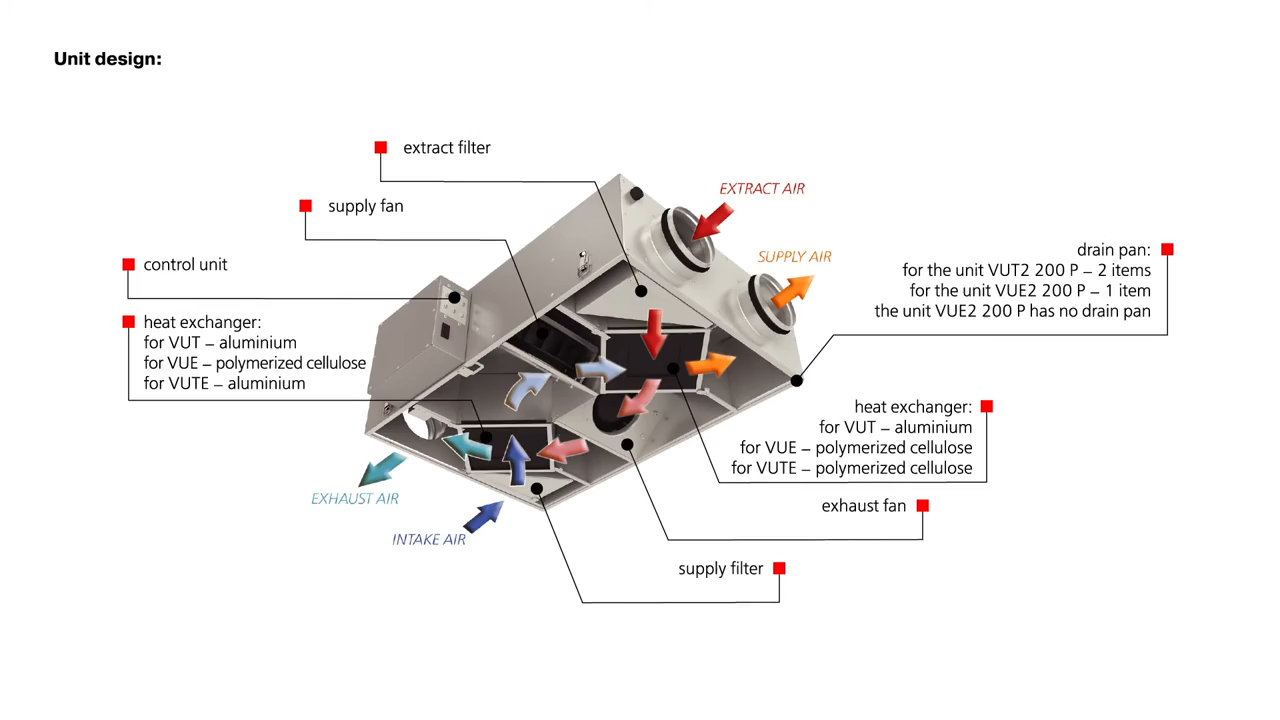 Unit design:
extract filter
supply fan
control unit
heat exchanger:
for VUT – aluminium
for VUE – polymerized cellulose
for VUTE – aluminium
EXTRACT AIR
SUPPLY AIR
drain pan:
for the unit VUT2 200 P – 2 items
for the unit VUE2 200 P – 1 item
the unit VUE2 200 P has no drain pan
heat exchanger:
for VUT – aluminium
for VUE – polymerized cellulose
for VUTE – polymerized cellulose
EXHAUST AIR
INTAKE AIR
exhaust fan
supply filter